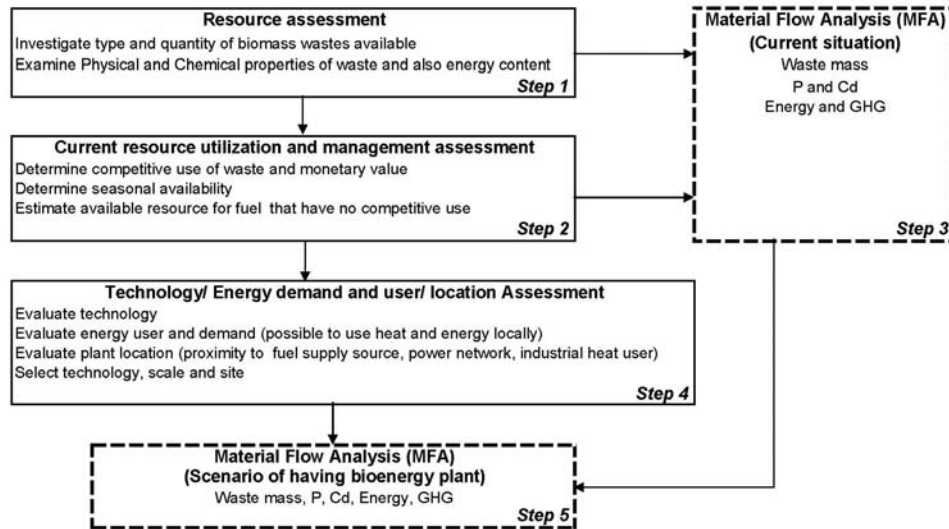 Resource assessment
Investigate type and quantity of biomass wastes available
Examine Physical and Chemical properties of waste and also energy content
Step 1
Current resource utilization and management assessment
Determine competitive use of waste and monetary value
Determine seasonal availability
Estimate available resource for fuel that have no competitive use
Step 2
Material Flow Analysis (MFA)
(Current situation)
Waste mass
P and Cd
Energy and GHG
Step 3
Technology/ Energy demand and user/ location Assessment
Evaluate technology
Evaluate energy user and demand (possible to use heat and energy locally)
Evaluate plant location (proximity to fuel supply source, power network, industrial heat user)
Select technology, scale and site
Step 4
Material Flow Analysis (MFA)
(Scenario of having bioenergy plant)
Waste mass, P, Cd, Energy, GHG
Step 5